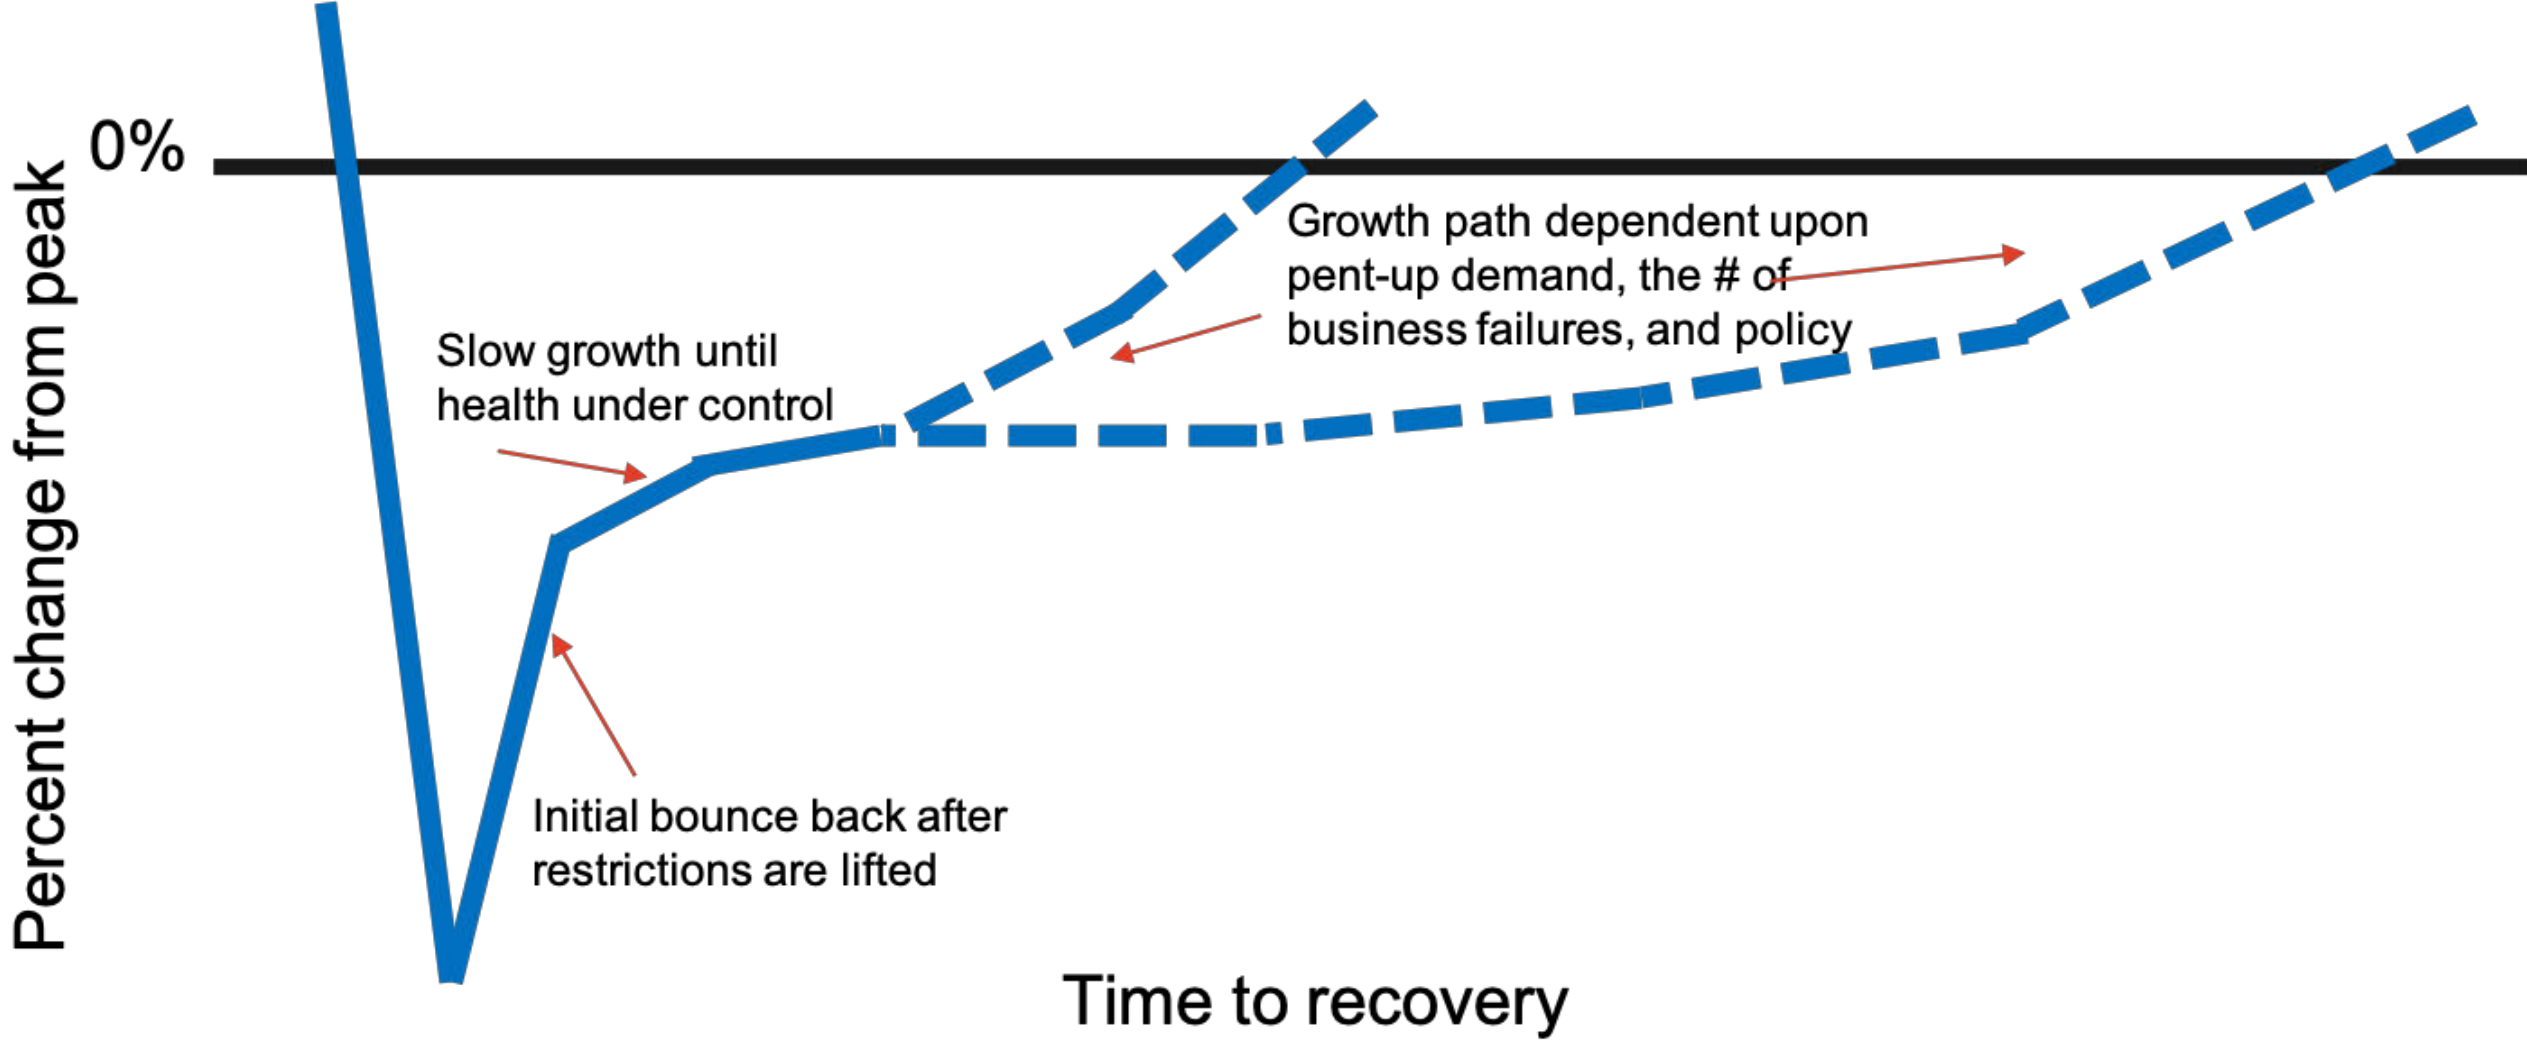 0%
Percent change from peak
Growth path dependent upon
pent-up demand, the # of
business failures, and policy
Slow growth until
health under control
Initial bounce back after
restrictions are lifted
Time to recovery